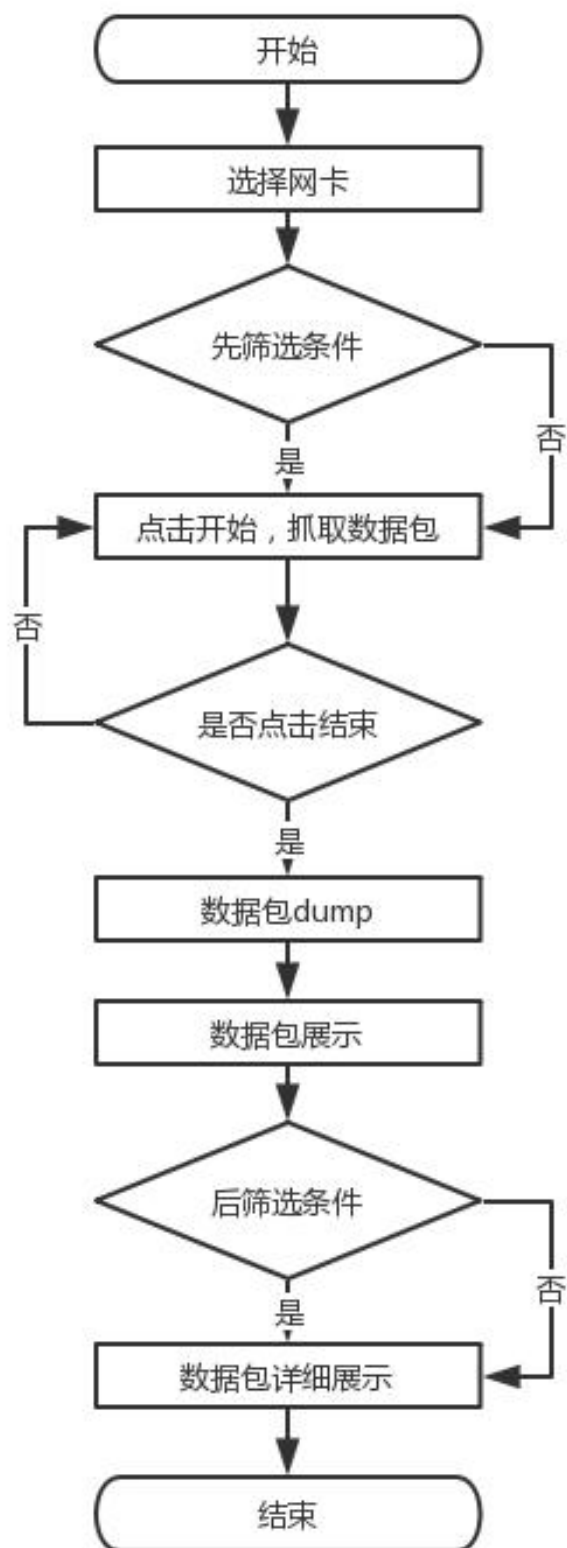 开始
选择网卡
先筛选条件
否
是
点击开始，抓取数据包
否
是否点击结束
是
数据包dump
数据包展示
后筛选条件
否
是
数据包详细展示
结束